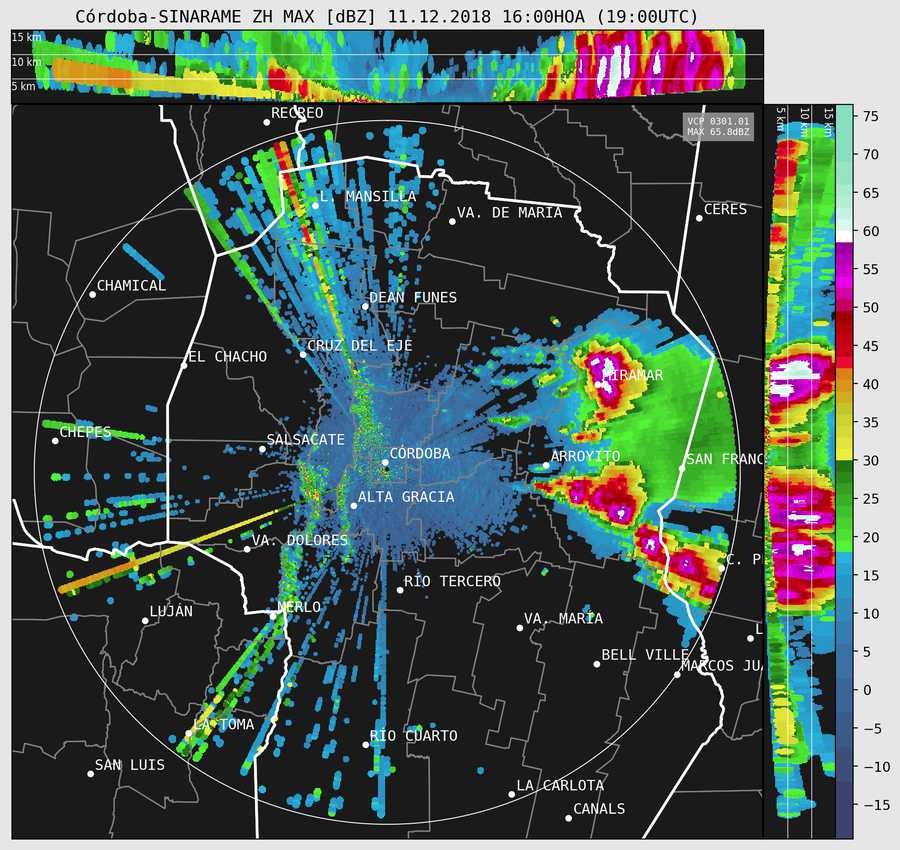 Córdoba-SINARAME ZH MAX [dBZ] 11.12.2018 16:00HOA (19:00UTC)
15 km
10 km
5 km
RECREO
VCP 0301.01
MAX 65.8dBZ
5 km
10 km
15 km
75
70
65
60
55
50
45
40
35
30
25
20
15
10
5
0
−5
−10
−15
L. MANSILLA
VA. DE MARIA
CERES
CHAMICAL
DEAN FUNES
CRUZ DEL EJE
EL CHACHO
MIRAMAR
CHEPES
SALSACATE
CÓRDOBA
ARROYITO
SAN FRANC
ALTA GRACIA
VA. DOLORES
C. P
RÍO TERCERO
LUJÁN
MERLO
VA. MARÍA
L
BELL VILLE
MARCOS JUÁ
LA TOMA
RÍO CUARTO
SAN LUIS
LA CARLOTA
CANALS